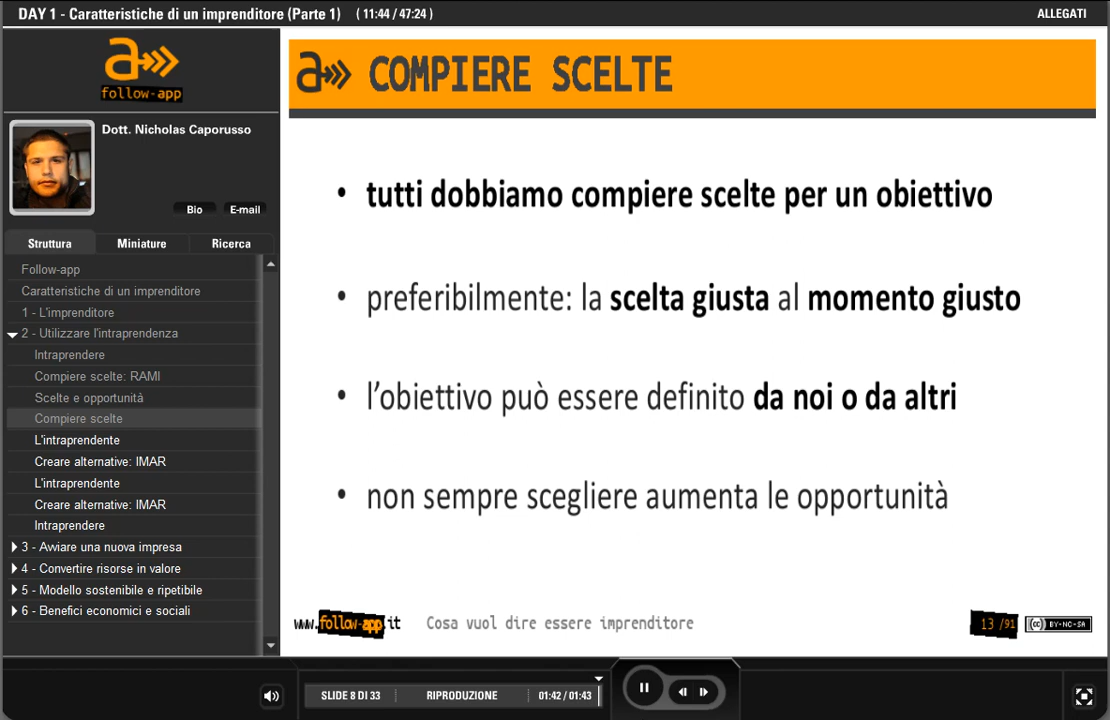 DAY 1 - Caratteristiche di un imprenditore (Parte 1) ( 11:44 / 47:24 )
ALLEGATI
a
follow-app
Dott. Nicholas Caporusso
Bio
E-mail
Struttura
Miniature
Ricerca
Follow-app
Caratteristiche di un imprenditore
1 - L'imprenditore
2 - Utilizzare l'intraprendenza
Intraprendere
Compiere scelte: RAMI
Scelte e opportunità
Compiere scelte
L'intraprendente
Creare alternative: IMAR
L'intraprendente
Creare alternative: IMAR
Intraprendere
3 - Avviare una nuova impresa
4 - Convertire risorse in valore
5 - Modello sostenibile e ripetibile
6 - Benefici economici e sociali
a COMPIERE SCELTE
• tutti dobbiamo compiere scelte per un obiettivo
• preferibilmente: la scelta giusta al momento giusto
• l’obiettivo può essere definito da noi o da altri
• non sempre scegliere aumenta le opportunità
www.follow-app.it
Cosa vuol dire essere imprenditore
13 /91
(cc) BY-NC-SA
SLIDE 8 DI 33
RIPRODUZIONE
01:42 / 01:43